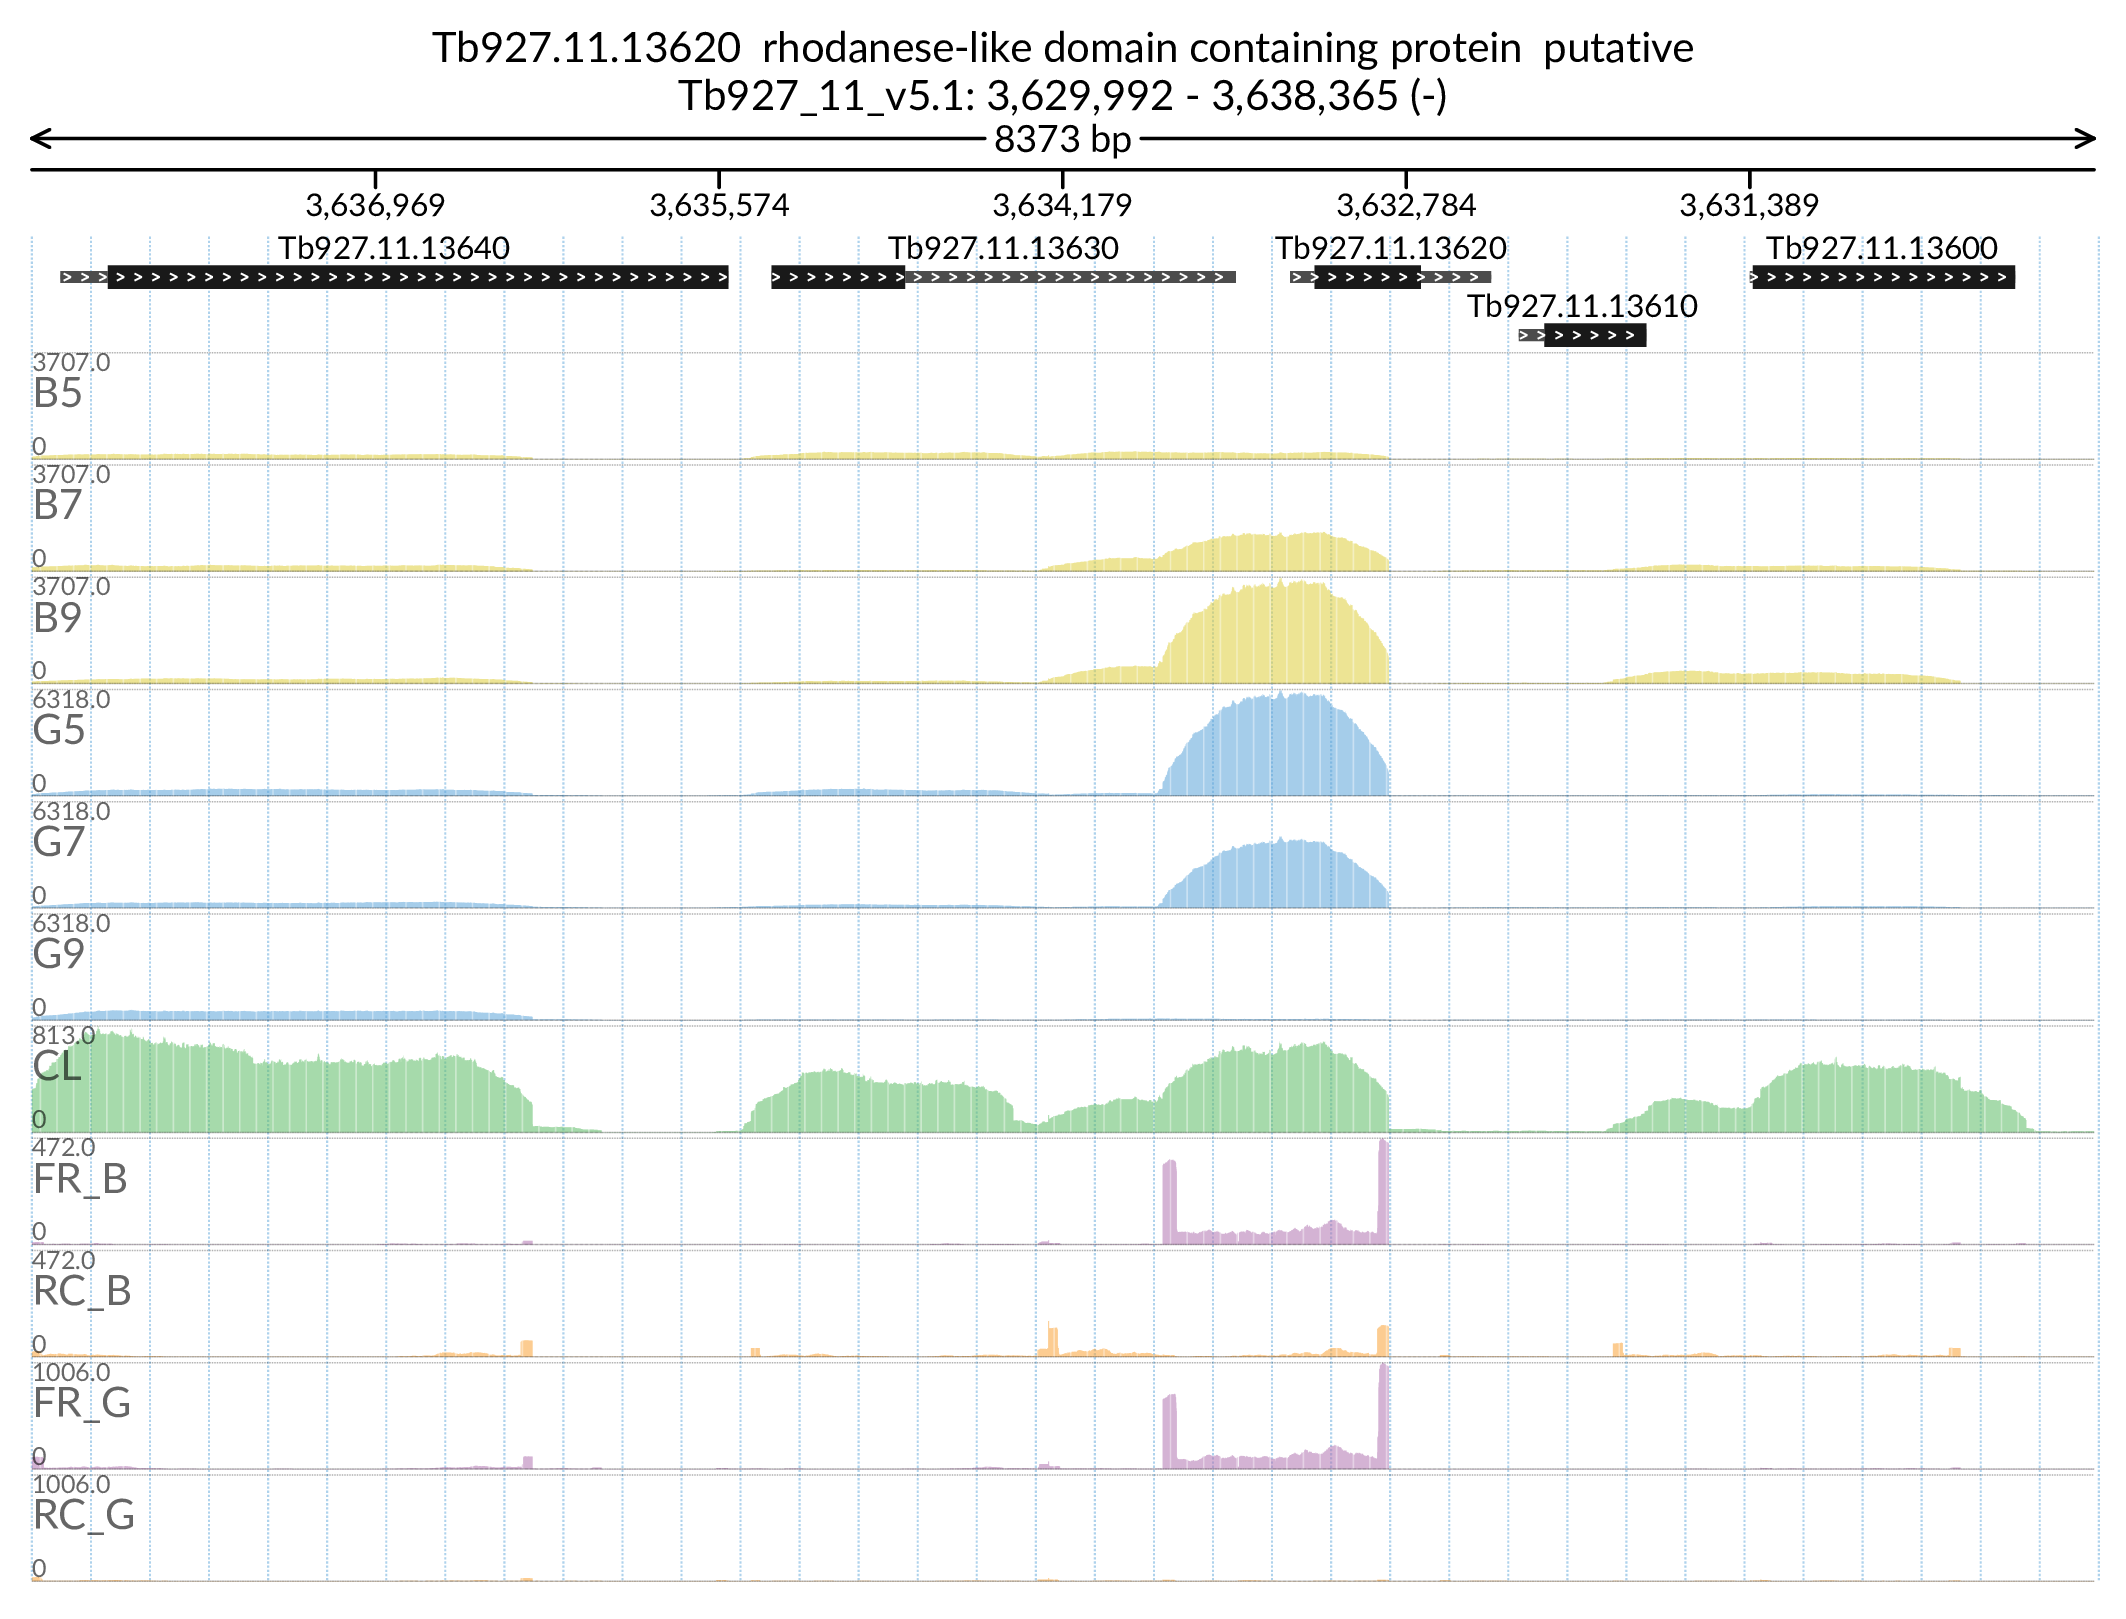 Tb927.11.13620 rhodanese-like domain containing protein putative
Tb927_11_v5.1: 3,629,992 - 3,638,365 (-)
8373 bp
3,636,969 3,635,574 3,634,179 3,632,784 3,631,389
Tb927.11.13640 Tb927.11.13630 Tb927.11.13620 Tb927.11.13600
Tb927.11.13610
3707.0
B5
0
3707.0
B7
0
3707.0
B9
0
6318.0
G5
0
6318.0
G7
0
6318.0
G9
0
813.0
CL
0
472.0
FR_B
0
472.0
RC_B
0
1006.0
FR_G
0
1006.0
RC_G
0